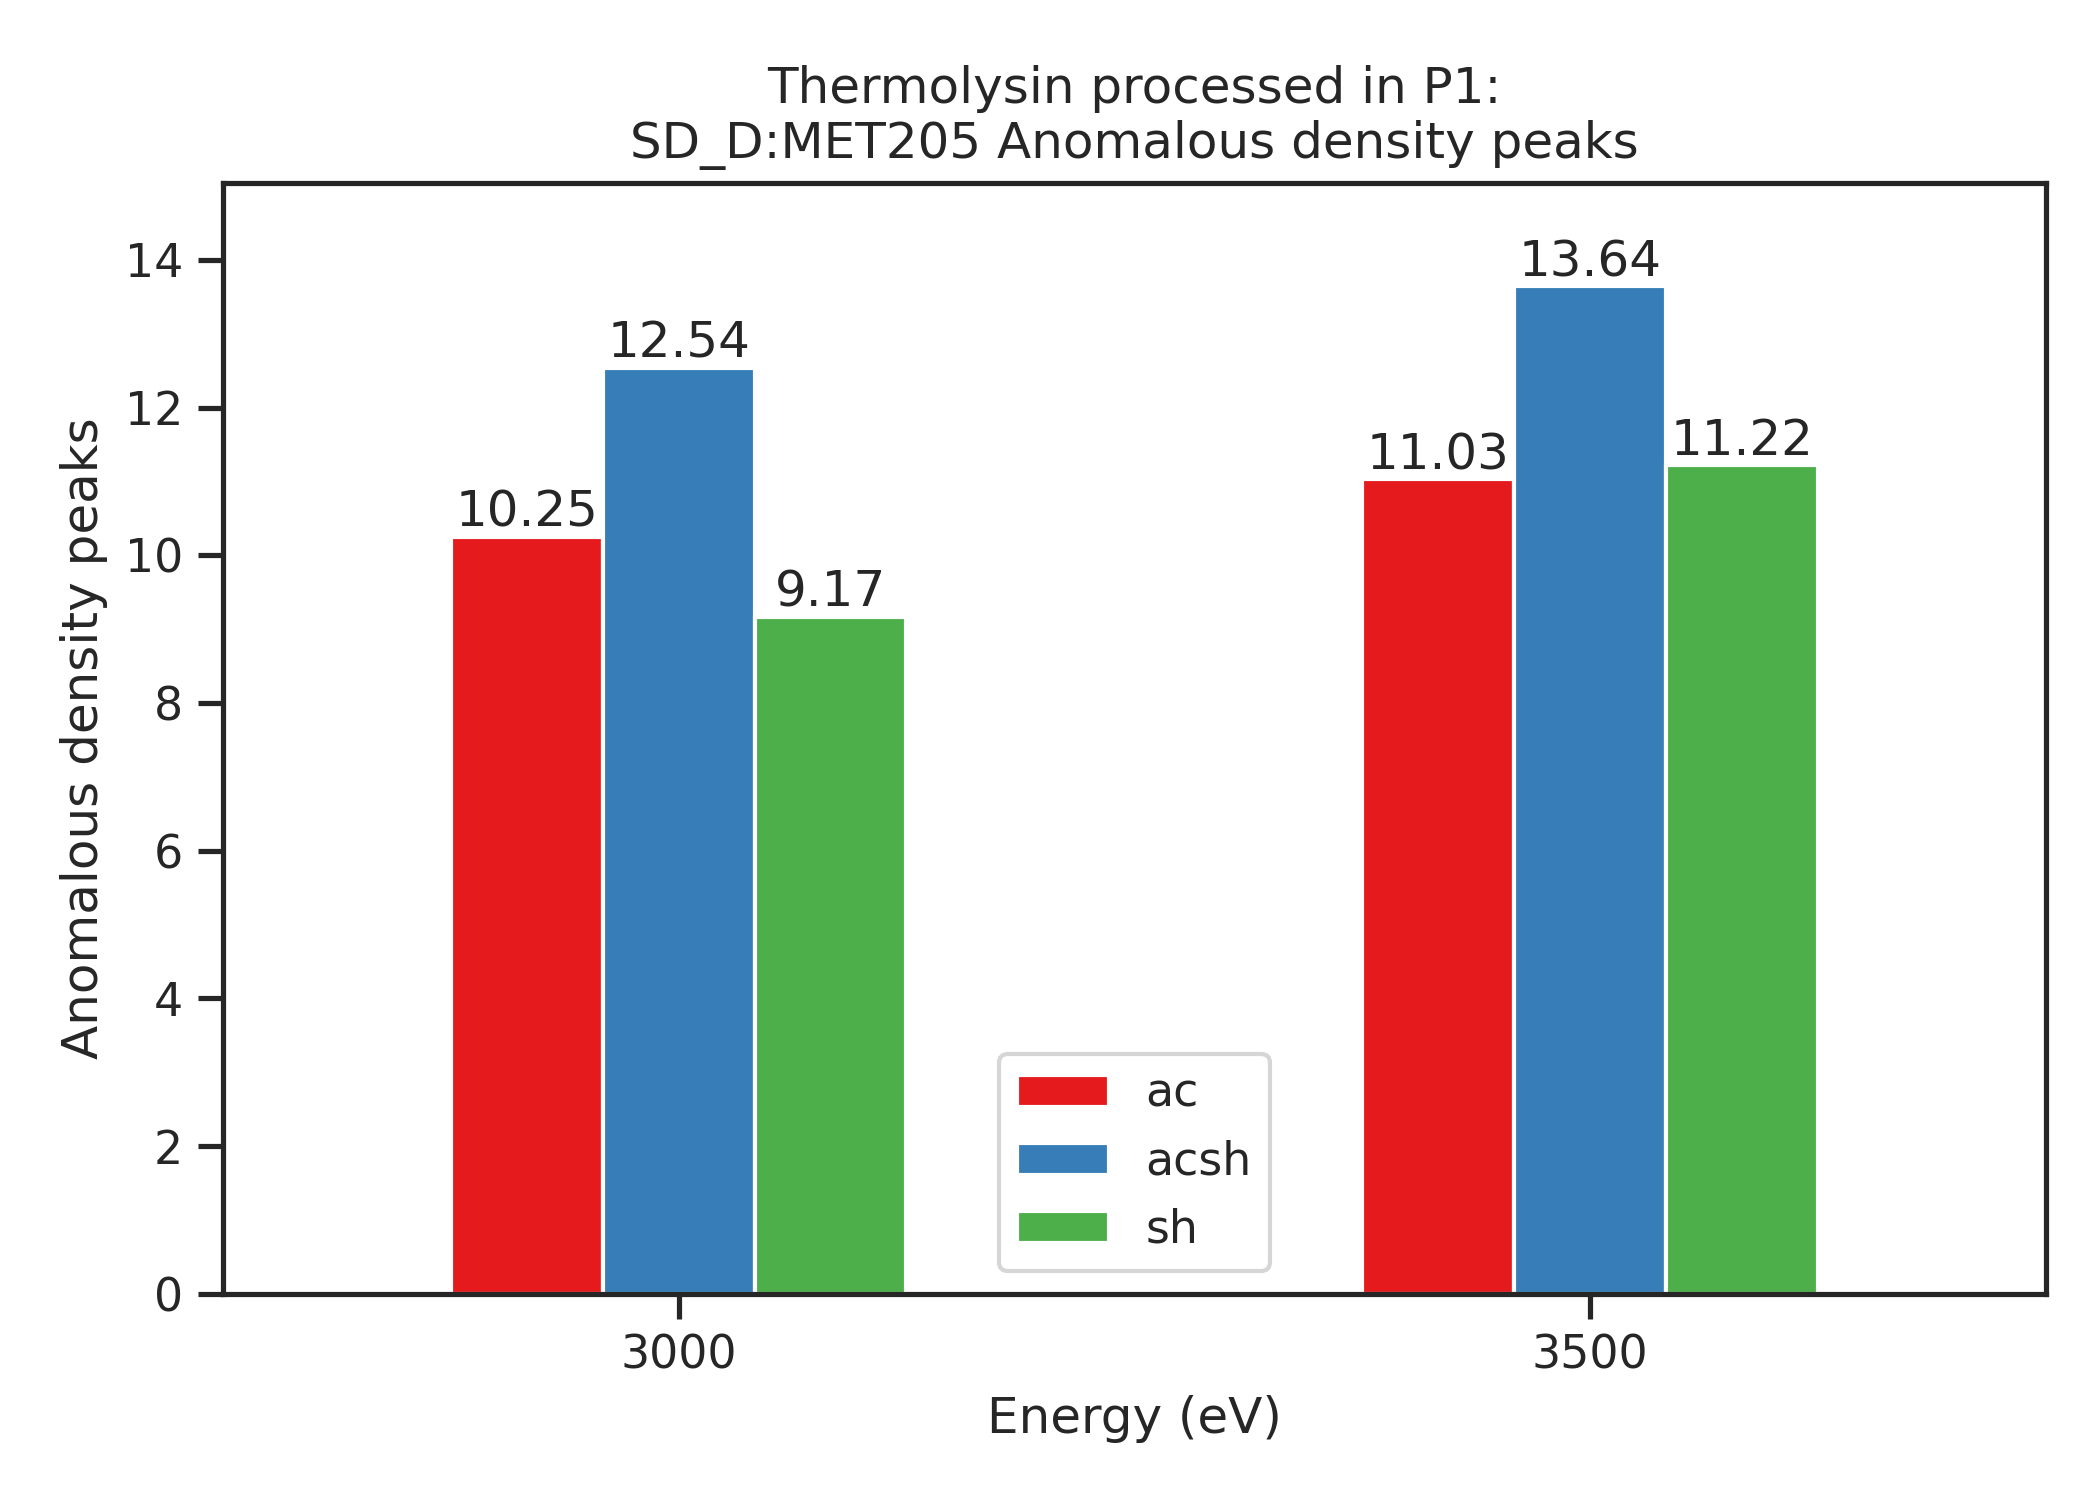 Thermolysin processed in P1:
SD_D:MET205 Anomalous density peaks
Anomalous density peaks
14
12
10
8
6
4
2
0
10.25
12.54
9.17
11.03
13.64
11.22
ac
acsh
sh
3000
3500
Energy (eV)